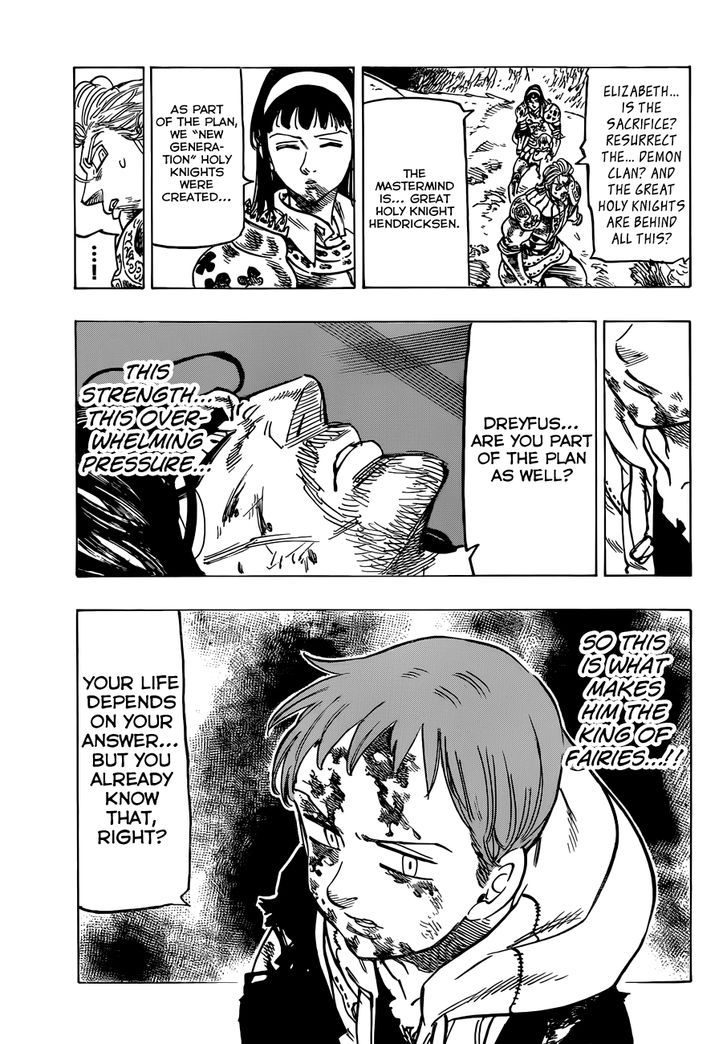 ELIZABETH...
IS THE
SACRIFICE?
RESURRECT
THE... DEMON
CLAN? AND
THE GREAT
HOLY KNIGHTS
ARE BEHIND
ALL THIS?
THE
MASTERMIND
IS... GREAT
HOLY KNIGHT
HENDRICKSEN.
AS PART
OF THE PLAN,
WE "NEW
GENERA-
TION" HOLY
KNIGHTS
WERE
CREATED...
...!
DREYFUS...
ARE YOU PART
OF THE PLAN
AS WELL?
THIS
STRENGTH...
THIS OVER-
WHELMING
PRESSURE...
SO THIS
IS WHAT
MAKES
HIM THE
KING OF
FAIRIES...!!
YOUR LIFE
DEPENDS
ON YOUR
ANSWER...
BUT YOU
ALREADY
KNOW
THAT,
RIGHT?